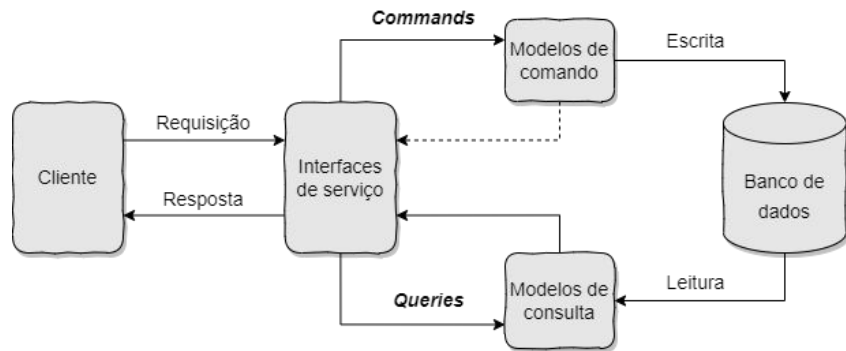 Commands
Modelos de
comando
Escrita
Requisição
Cliente
Interfaces
de serviço
Banco de
dados
Resposta
Queries
Modelos de
consulta
Leitura